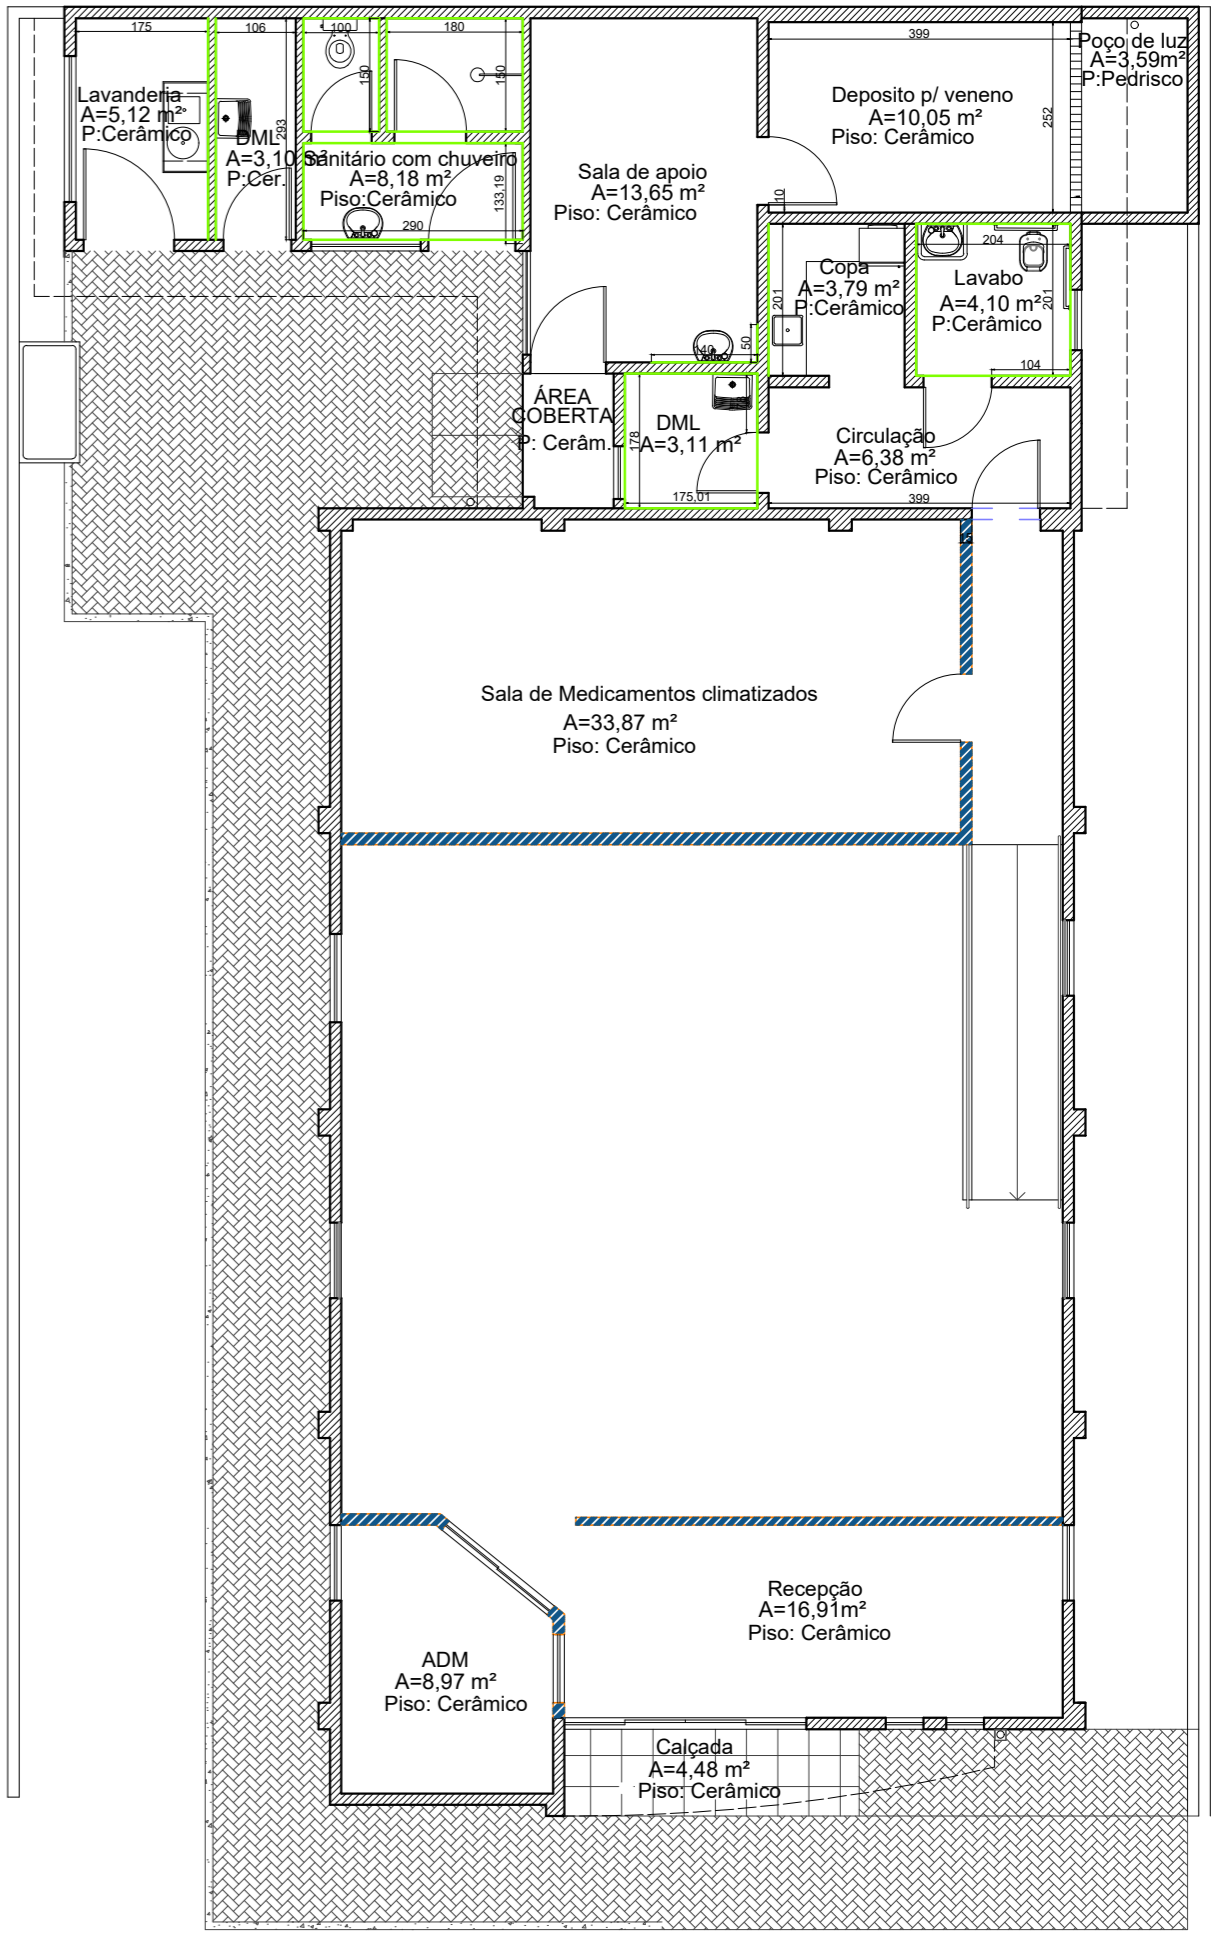 175
106
100
180
150
150
293
Lavanderia
A=5,12 m²
P:Cerâmico
DML
A=3,10 m²
P:Cer.
Sanitário com chuveiro
A=8,18 m²
Piso:Cerâmico
133,19
290
Sala de apoio
A=13,65 m²
Piso: Cerâmico
399
Deposito p/ veneno
A=10,05 m²
Piso: Cerâmico
252
10
Poço de luz
A=3,59m²
P:Pedrisco
Copa
A=3,79 m²
P:Cerâmico
201
204
Lavabo
A=4,10 m²
P:Cerâmico
201
104
140
50
ÁREA
COBERTA
P: Cerâm.
DML
A=3,11 m²
178
175,01
Circulação
A=6,38 m²
Piso: Cerâmico
399
15
Sala de Medicamentos climatizados
A=33,87 m²
Piso: Cerâmico
Recepção
A=16,91m²
Piso: Cerâmico
ADM
A=8,97 m²
Piso: Cerâmico
Calçada
A=4,48 m²
Piso: Cerâmico